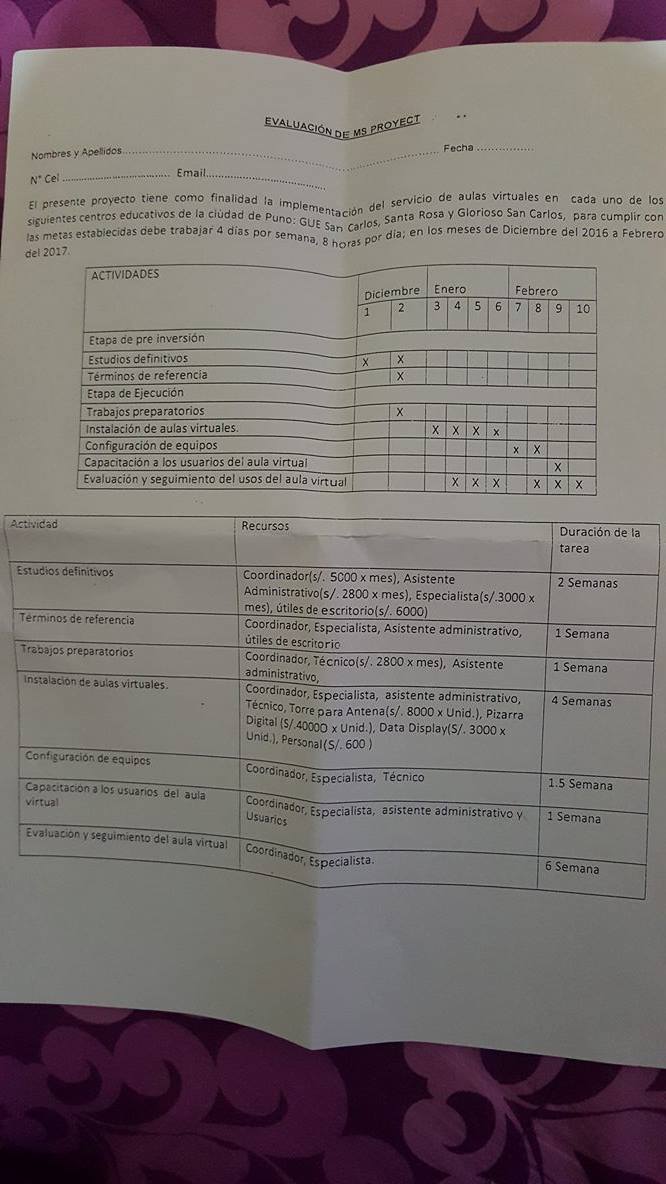 EVALUACIÓN DE MS PROYECT
Nombres y Apellidos.................... Fecha ...............
N° Cel .................... Email....................
El presente proyecto tiene como finalidad la implementación del servicio de aulas virtuales en cada uno de los
siguientes centros educativos de la ciudad de Puno: GUE San Carlos, Santa Rosa y Glorioso San Carlos, para cumplir con
las metas establecidas debe trabajar 4 días por semana, 8 horas por día; en los meses de Diciembre del 2016 a Febrero
del 2017.
ACTIVIDADES Diciembre Enero Febrero
1 2 3 4 5 6 7 8 9 10
Etapa de pre inversión
Estudios definitivos X X
Términos de referencia X
Etapa de Ejecución
Trabajos preparatorios X
Instalación de aulas virtuales. X X X X
Configuración de equipos X X
Capacitación a los usuarios del aula virtual X
Evaluación y seguimiento del usos del aula virtual X X X X X X
Actividad Recursos Duración de la
tarea
Estudios definitivos Coordinador(s/. 5000 x mes), Asistente 2 Semanas
Administrativo(s/. 2800 x mes), Especialista(s/.3000 x
mes), útiles de escritorio(s/. 6000)
Términos de referencia Coordinador, Especialista, Asistente administrativo, 1 Semana
útiles de escritorio
Trabajos preparatorios Coordinador, Técnico(s/. 2800 x mes), Asistente 1 Semana
administrativo,
Instalación de aulas virtuales. Coordinador, Especialista, asistente administrativo, 4 Semanas
Técnico, Torre para Antena(s/. 8000 x Unid.), Pizarra
Digital (S/.40000 x Unid.), Data Display(S/. 3000 x
Unid.), Personal(S/. 600 )
Configuración de equipos Coordinador, Especialista, Técnico 1.5 Semana
Capacitación a los usuarios del aula Coordinador, Especialista, asistente administrativo y 1 Semana
virtual Usuarios
Evaluación y seguimiento del aula virtual Coordinador, Especialista. 6 Semana